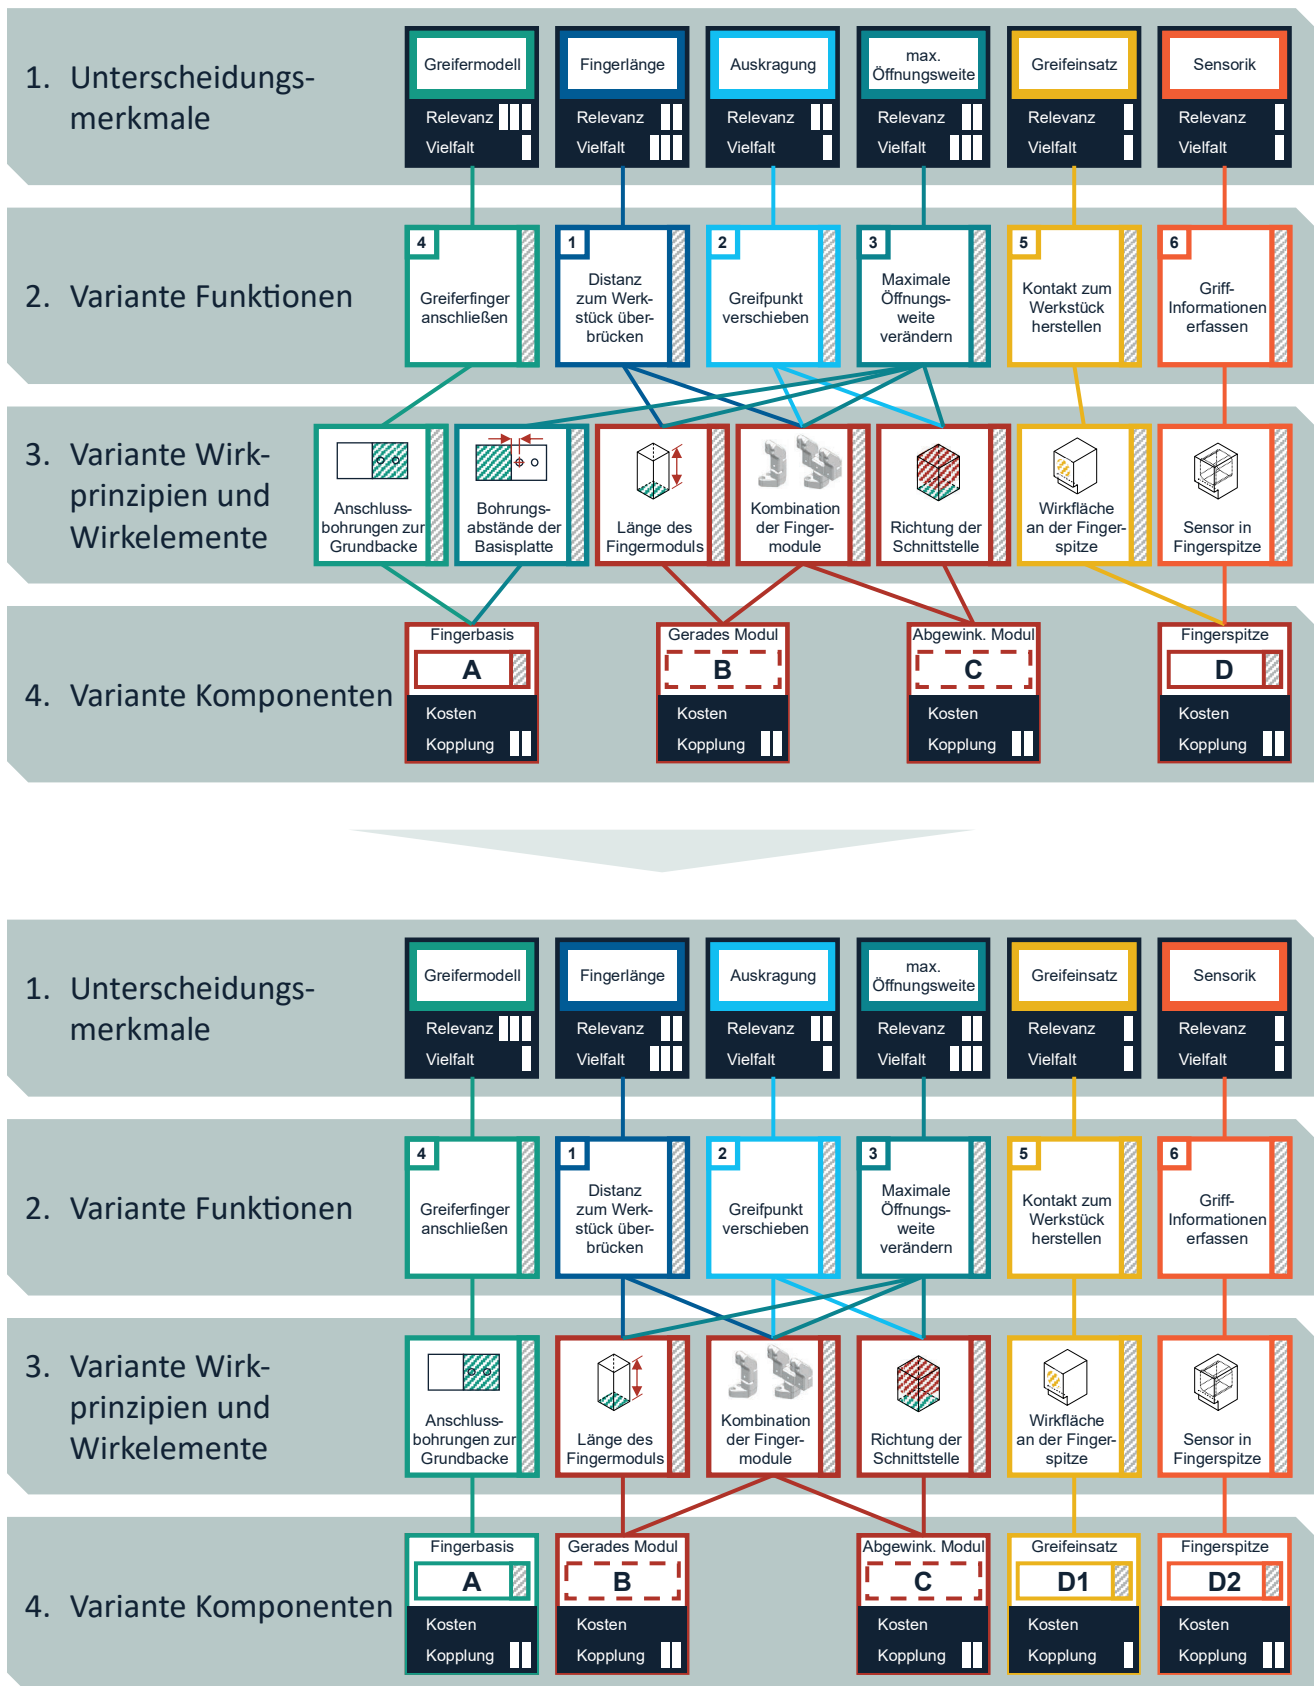 1. Unterscheidungs-
merkmale
Greifermodell
Relevanz
Vielfalt
Fingerlänge
Relevanz
Vielfalt
Auskragung
Relevanz
Vielfalt
max.
Öffnungsweite
Relevanz
Vielfalt
Greifeinsatz
Relevanz
Vielfalt
Sensorik
Relevanz
Vielfalt
2. Variante Funktionen
4
Greiferfinger
anschließen
1
Distanz
zum Werk-
stück über-
brücken
2
Greifpunkt
verschieben
3
Maximale
Öffnungs-
weite
verändern
5
Kontakt zum
Werkstück
herstellen
6
Griff-
Informationen
erfassen
3. Variante Wirk-
prinzipien und
Wirkelemente
Anschluss-
bohrungen zur
Grundbacke
Bohrungs-
abstände der
Basisplatte
Länge des
Fingermoduls
Kombination
der Finger-
module
Richtung der
Schnittstelle
Wirkfläche
an der Finger-
spitze
Sensor in
Fingerspitze
4. Variante Komponenten
Fingerbasis
A
Kosten
Kopplung
Gerades Modul
B
Kosten
Kopplung
Abgewink. Modul
C
Kosten
Kopplung
Fingerspitze
D
Kosten
Kopplung
1. Unterscheidungs-
merkmale
Greifermodell
Relevanz
Vielfalt
Fingerlänge
Relevanz
Vielfalt
Auskragung
Relevanz
Vielfalt
max.
Öffnungsweite
Relevanz
Vielfalt
Greifeinsatz
Relevanz
Vielfalt
Sensorik
Relevanz
Vielfalt
2. Variante Funktionen
4
Greiferfinger
anschließen
1
Distanz
zum Werk-
stück über-
brücken
2
Greifpunkt
verschieben
3
Maximale
Öffnungs-
weite
verändern
5
Kontakt zum
Werkstück
herstellen
6
Griff-
Informationen
erfassen
3. Variante Wirk-
prinzipien und
Wirkelemente
Anschluss-
bohrungen zur
Grundbacke
Länge des
Fingermoduls
Kombination
der Finger-
module
Richtung der
Schnittstelle
Wirkfläche
an der Finger-
spitze
Sensor in
Fingerspitze
4. Variante Komponenten
Fingerbasis
A
Kosten
Kopplung
Gerades Modul
B
Kosten
Kopplung
Abgewink. Modul
C
Kosten
Kopplung
Greifeinsatz
D1
Kosten
Kopplung
Fingerspitze
D2
Kosten
Kopplung